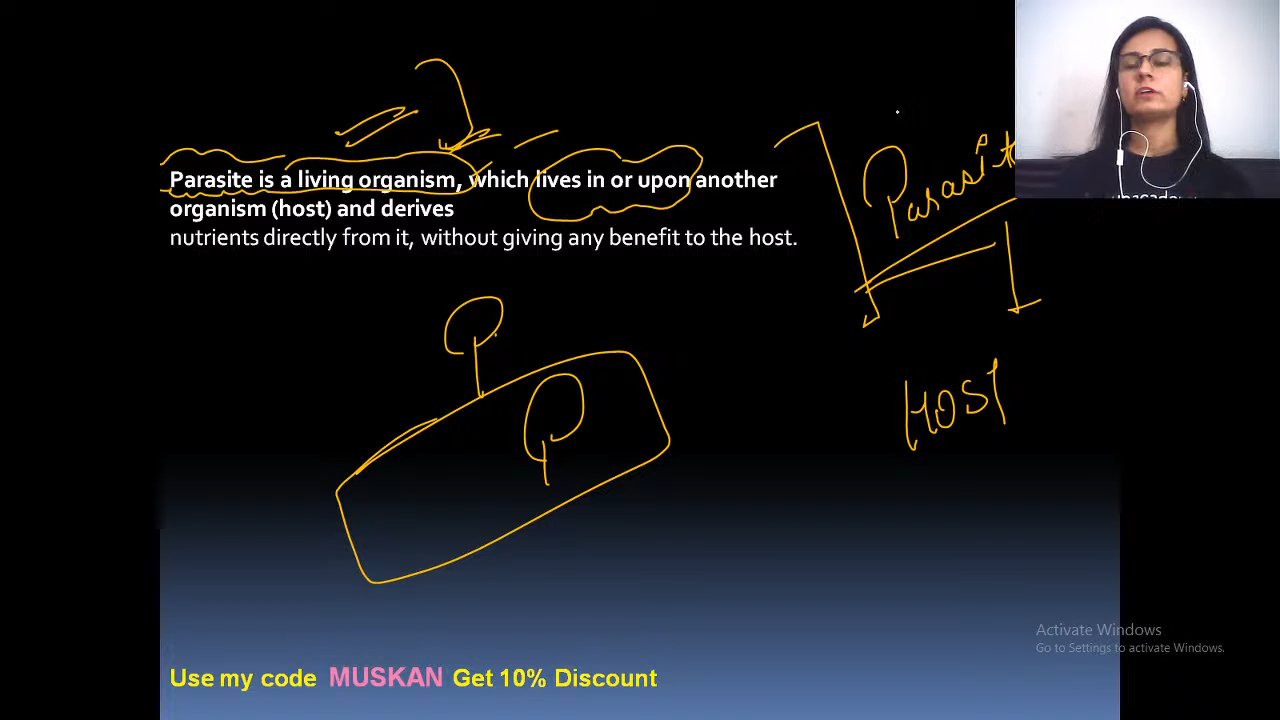 Parasite is a living organism, which lives in or upon another
organism (host) and derives
nutrients directly from it, without giving any benefit to the host.
Parasit
P
P
HOST
Activate Windows
Go to Settings to activate Windows.
Use my code MUSKAN Get 10% Discount